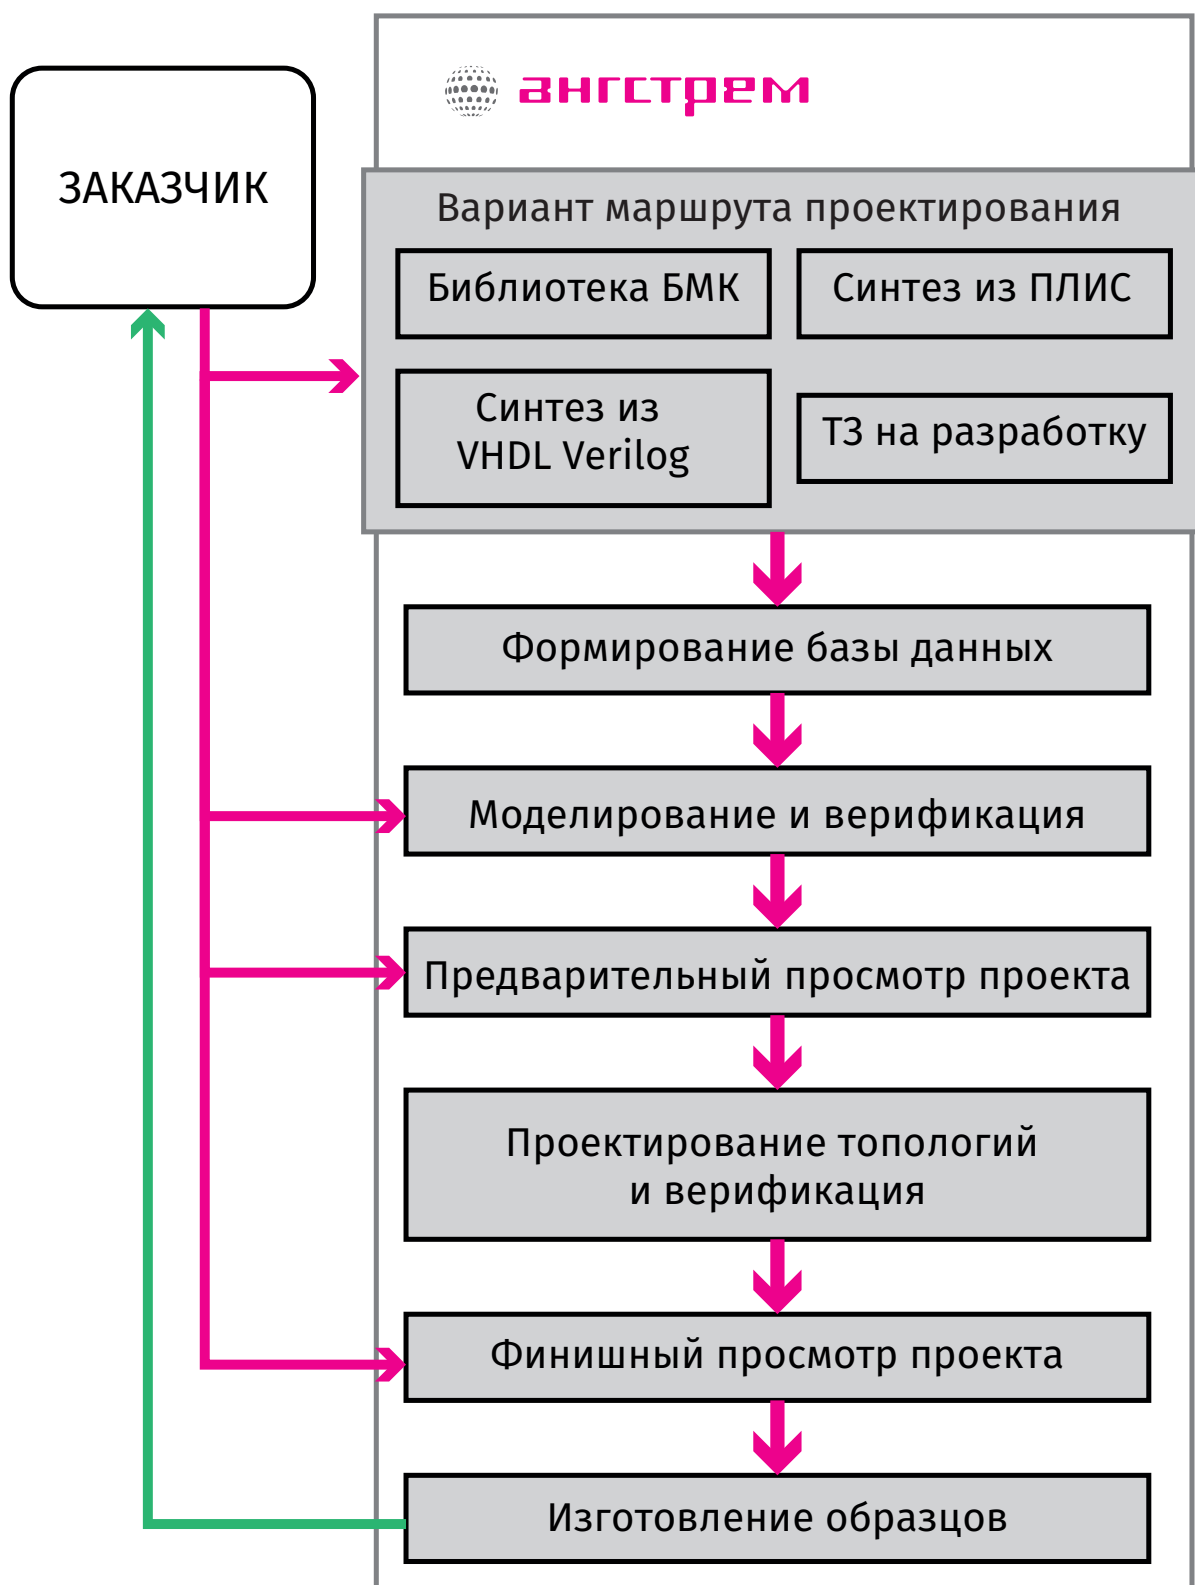 ангстрем
ЗАКАЗЧИК
Вариант маршрута проектирования
Библиотека БМК
Синтез из ПЛИС
Синтез из
VHDL Verilog
ТЗ на разработку
Формирование базы данных
Моделирование и верификация
Предварительный просмотр проекта
Проектирование топологий
и верификация
Финишный просмотр проекта
Изготовление образцов